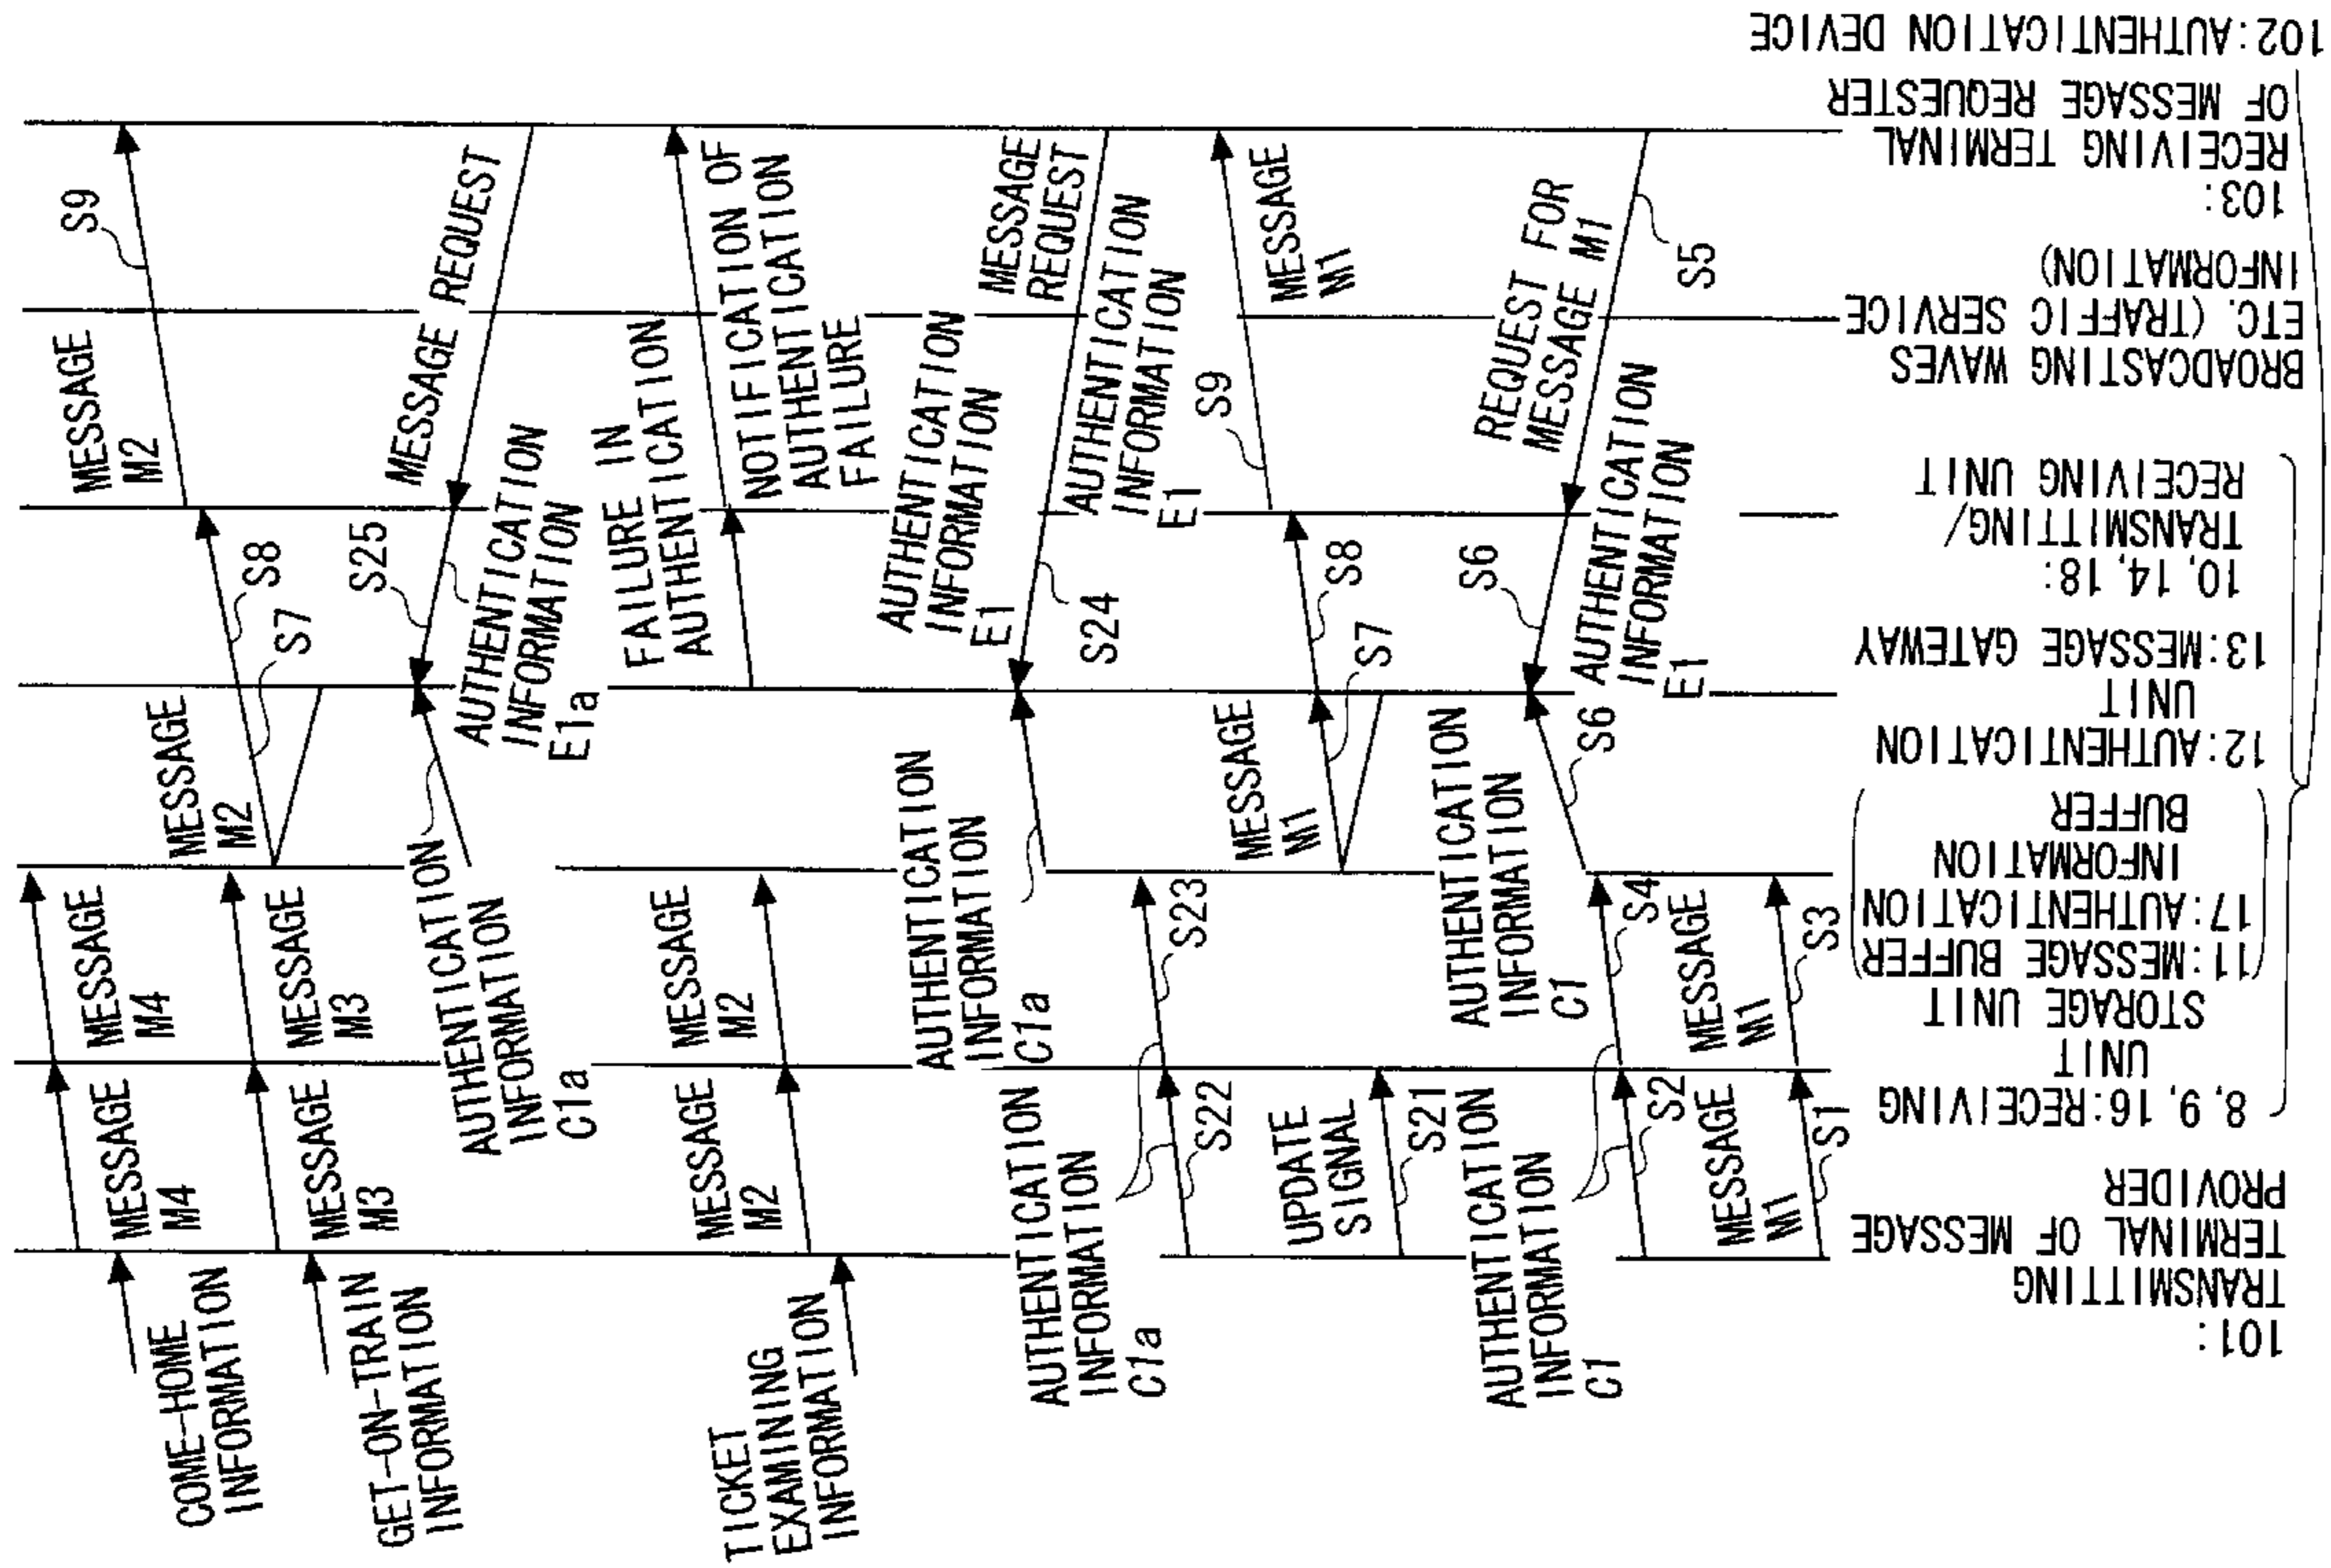 102:AUTHENTICATION DEVICE
101:
TRANSMITTING
TERMINAL OF MESSAGE
PROVIDER
8, 9, 16:RECEIVING
UNIT
STORAGE UNIT
11:MESSAGE BUFFER
17:AUTHENTICATION
INFORMATION
BUFFER
12:AUTHENTICATION
UNIT
13:MESSAGE GATEWAY
10, 14, 18:
TRANSMITTING/
RECEIVING UNIT
BROADCASTING WAVES
ETC. (TRAFFIC SERVICE
INFORMATION)
103:
RECEIVING TERMINAL
OF MESSAGE REQUESTER
S9
MESSAGE
M2
S8
S7
MESSAGE
M2
MESSAGE
M4
MESSAGE
M4
COME-HOME
INFORMATION
MESSAGE
M3
MESSAGE
M3
GET-ON-TRAIN
INFORMATION
MESSAGE REQUEST
S25
AUTHENTICATION
INFORMATION
E1a
AUTHENTICATION
INFORMATION
C1a
NOTIFICATION OF
AUTHENTICATION
FAILURE
FAILURE IN
AUTHENTICATION
MESSAGE
M2
MESSAGE
M2
TICKET
EXAMINING
INFORMATION
MESSAGE
REQUEST
AUTHENTICATION
INFORMATION
E1
AUTHENTICATION
INFORMATION
E1
S24
AUTHENTICATION
INFORMATION
C1a
S23
S22
AUTHENTICATION
INFORMATION
C1a
UPDATE
SIGNAL
S21
MESSAGE
M1
S9
S8
S7
MESSAGE
M1
REQUEST FOR
MESSAGE M1
S5
S6
AUTHENTICATION
INFORMATION
E1
S6
AUTHENTICATION
INFORMATION
C1
S4
S2
AUTHENTICATION
INFORMATION
C1
MESSAGE
M1
S3
MESSAGE
M1
S1